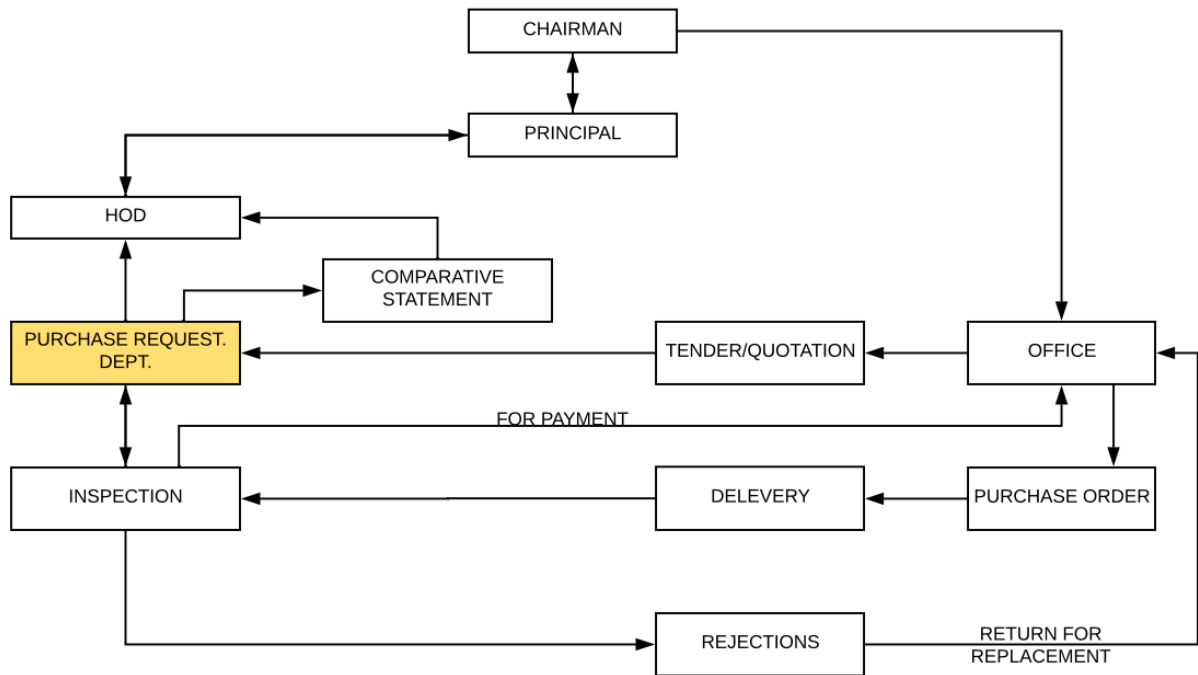 CHAIRMAN
PRINCIPAL
HOD
COMPARATIVE
STATEMENT
PURCHASE REQUEST.
DEPT.
TENDER/QUOTATION
OFFICE
FOR PAYMENT
INSPECTION
DELEVERY
PURCHASE ORDER
REJECTIONS
RETURN FOR
REPLACEMENT